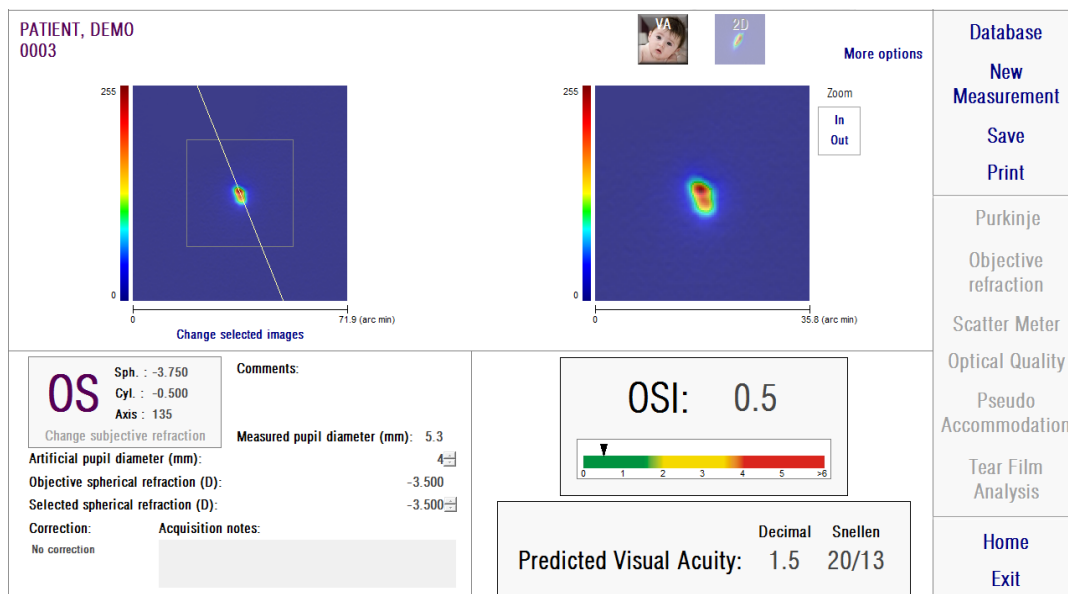 PATIENT, DEMO
0003
VA
2D
More options
Database
New
Measurement
Save
Print
Purkinje
Objective
refraction
Scatter Meter
Optical Quality
Pseudo
Accommodation
Tear Film
Analysis
Home
Exit
255
0
0
71.9 (arc min)
Change selected images
255
0
0
35.8 (arc min)
Zoom
In
Out
OS
Sph. : -3.750
Cyl. : -0.500
Axis : 135
Change subjective refraction
Comments:
Measured pupil diameter (mm): 5.3
Artificial pupil diameter (mm): 4
Objective spherical refraction (D): -3.500
Selected spherical refraction (D): -3.500
Correction: Acquisition notes:
No correction
OSI: 0.5
0 1 2 3 4 5 >6
Decimal Snellen
Predicted Visual Acuity: 1.5 20/13